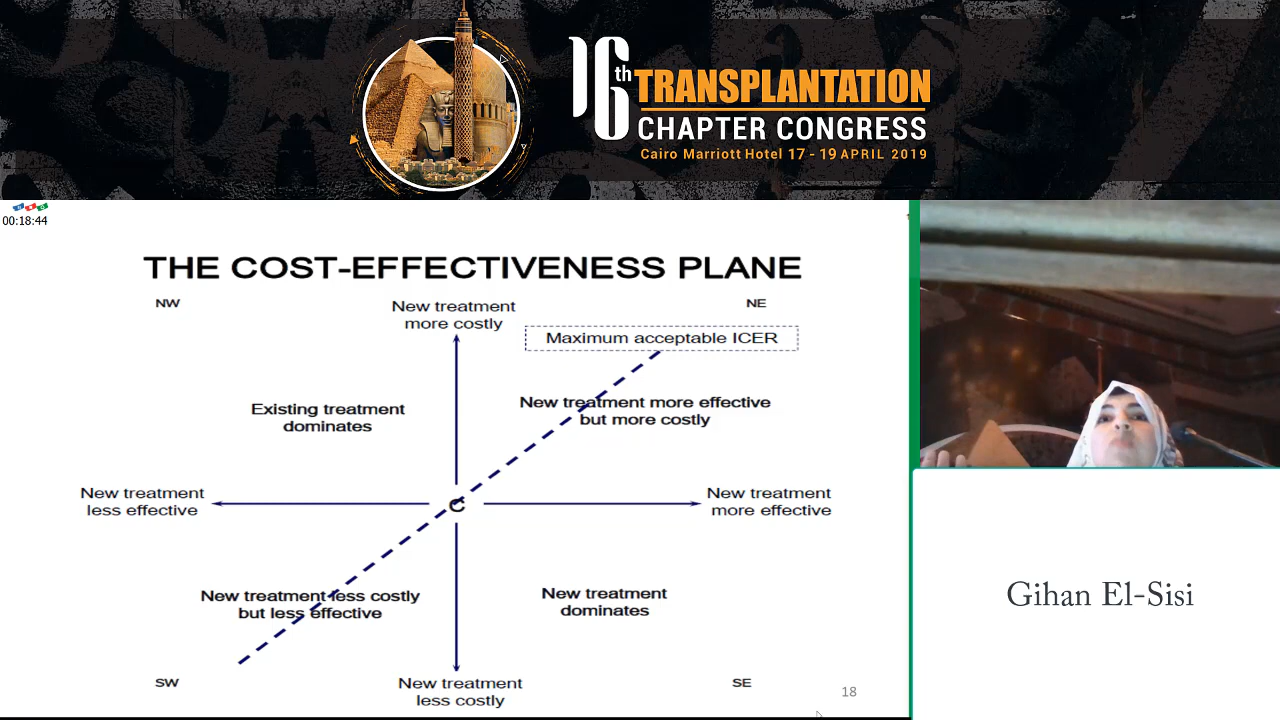 16th TRANSPLANTATION
CHAPTER CONGRESS
Cairo Marriott Hotel 17 - 19 APRIL 2019
00:18:44
THE COST-EFFECTIVENESS PLANE
NW
New treatment
more costly
NE
Maximum acceptable ICER
Existing treatment
dominates
New treatment more effective
but more costly
New treatment
less effective
C
New treatment
more effective
New treatment less costly
but less effective
New treatment
dominates
SW
New treatment
less costly
SE
18
Gihan El-Sisi